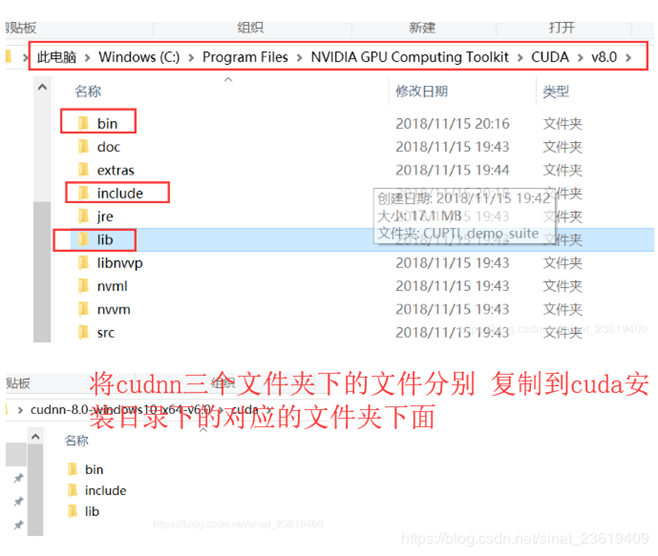 剪贴板 组织 新建 打开
此电脑 > Windows (C:) > Program Files > NVIDIA GPU Computing Toolkit > CUDA > v8.0 >
名称 修改日期 类型
bin 2018/11/15 20:16 文件夹
doc 2018/11/15 19:43 文件夹
extras 2018/11/15 19:44 文件夹
include 文件夹
创建日期: 2018/11/15 19:42
jre 文件夹
大小: 17.1 MB
lib 文件夹
文件夹: CUPTI, demo_suite
libnvvp 2018/11/15 19:43 文件夹
nvml 2018/11/15 19:43 文件夹
nvvm 2018/11/15 19:43 文件夹
src 2018/11/15 19:43 文件夹
贴板 组织
将cudnn三个文件夹下的文件分别 复制到cuda安
cudnn-8.0-windows10-x64-v6.0 > cuda >
装目录下的对应的文件夹下面
名称
bin
include
lib
https://blog.csdn.net/sinat_23619409
https://blog.csdn.net/sinat_23619409